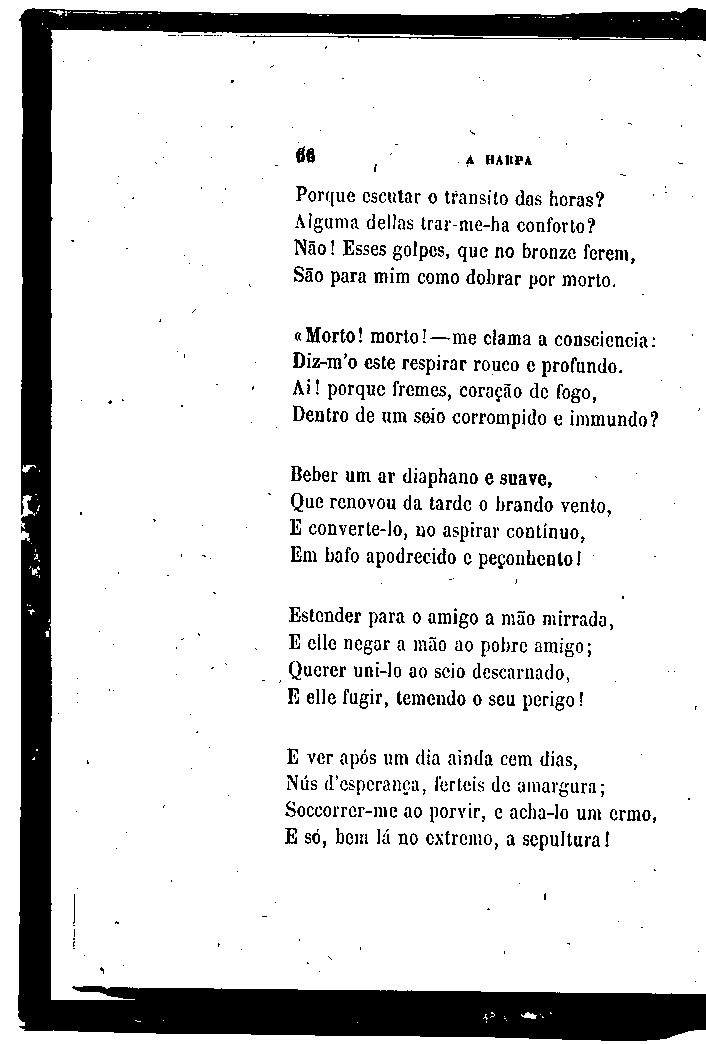 66 A HARPA
Porque escutar o transito das horas?
Alguma dellas trar-me-ha conforto?
Não! Esses golpes, que no bronze ferem,
São para mim como dobrar por morto.

«Morto! morto!—me clama a consciencia:
Diz-m'o este respirar rouco e profundo.
Ai! porque fremes, coração de fogo,
Dentro de um seio corrompido e immundo?

Beber um ar diaphano e suave,
Que renovou da tarde o brando vento,
E converte-lo, no aspirar contínuo,
Em bafo apodrecido e peçonhento!

Estender para o amigo a mão mirrada,
E elle negar a mão ao pobre amigo;
Querer uni-lo ao seio descarnado,
E elle fugir, temendo o seu perigo!

E ver após um dia ainda cem dias,
Nús d'esperança, ferteis de amargura;
Soccorrer-me ao porvir, e acha-lo um ermo,
E só, bem lá no extremo, a sepultura!